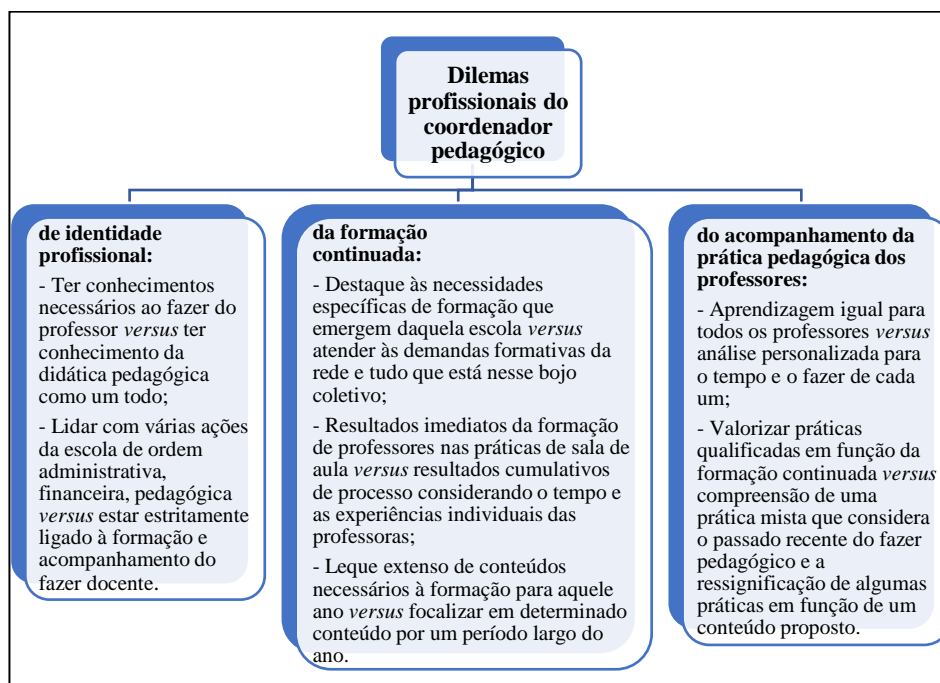 Dilemas
profissionais do
coordenador
pedagógico
de identidade
profissional:
- Ter conhecimentos
necessários ao fazer do
professor versus ter
conhecimento da
didática pedagógica
como um todo;
- Lidar com várias ações
da escola de ordem
administrativa,
financeira, pedagógica
versus estar estritamente
ligado à formação e
acompanhamento do
fazer docente.
da formação
continuada:
- Destaque às necessidades
específicas de formação que
emergem daquela escola versus
atender às demandas formativas da
rede e tudo que está nesse bojo
coletivo;
- Resultados imediatos da formação
de professores nas práticas de sala de
aula versus resultados cumulativos
de processo considerando o tempo e
as experiências individuais das
professoras;
- Leque extenso de conteúdos
necessários à formação para aquele
ano versus focalizar em determinado
conteúdo por um período largo do
ano.
do acompanhamento da
prática pedagógica dos
professores:
- Aprendizagem igual para
todos os professores versus
análise personalizada para
o tempo e o fazer de cada
um;
- Valorizar práticas
qualificadas em função da
formação continuada versus
compreensão de uma
prática mista que considera
o passado recente do fazer
pedagógico e a
ressignificação de algumas
práticas em função de um
conteúdo proposto.